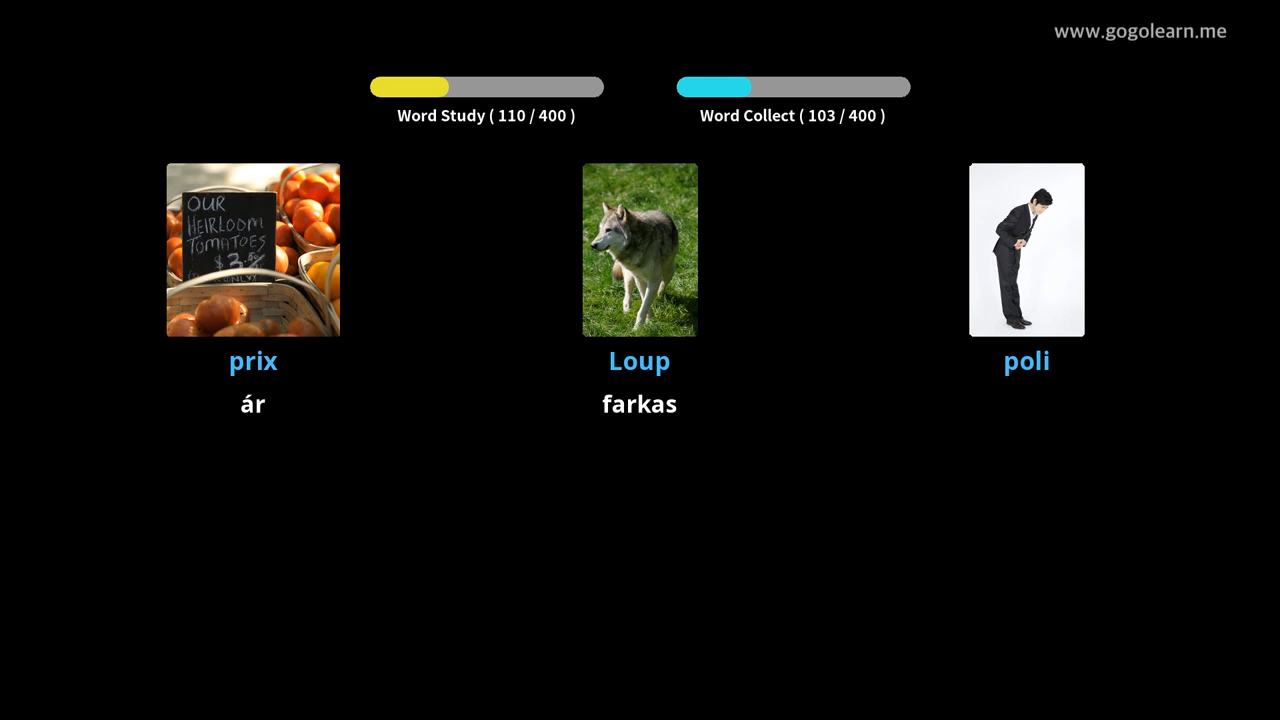 www.gogolearn.me
Word Study ( 110 / 400 )
Word Collect ( 103 / 400 )
OUR
HEIRLOOM
TOMATOES
prix
Loup
poli
ár
farkas